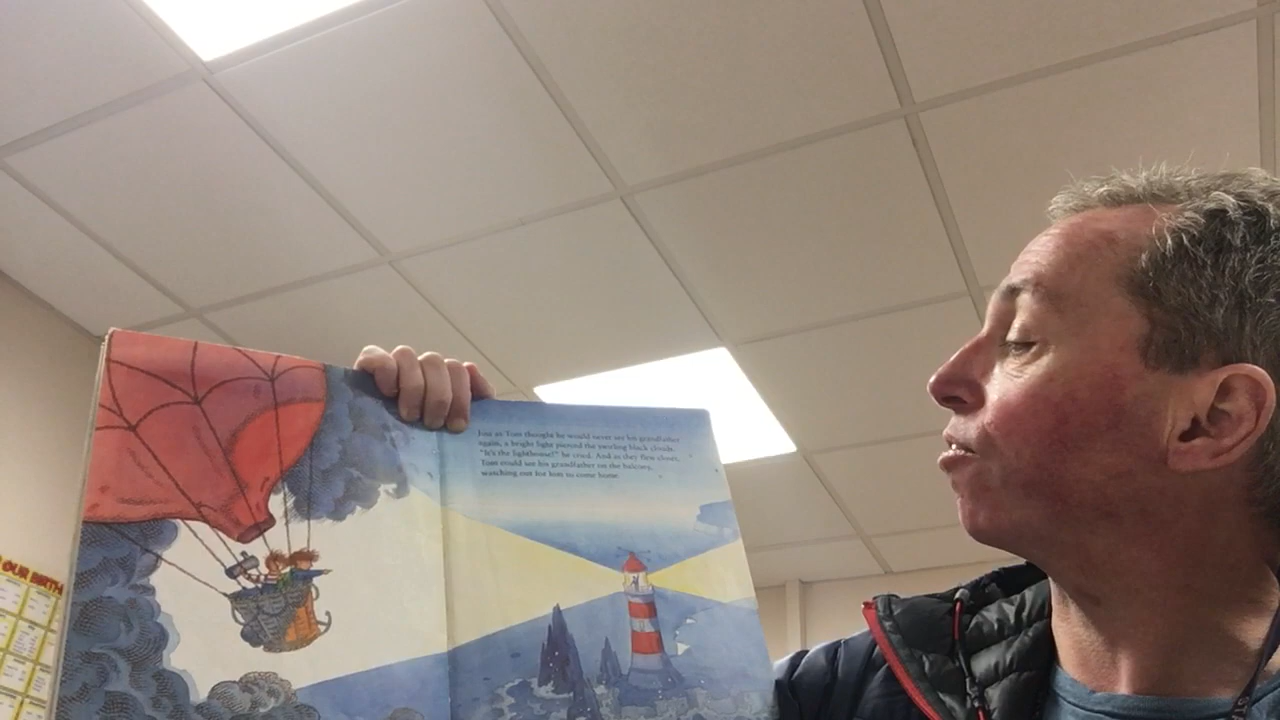 Just as Tom thought he would never see his grandfather
again, a bright light pierced the swirling black clouds.
"It's the lighthouse!" he cried. And as they flew closer,
Tom could see his grandfather on the balcony,
watching out for him to come home.
OUR BIRTH